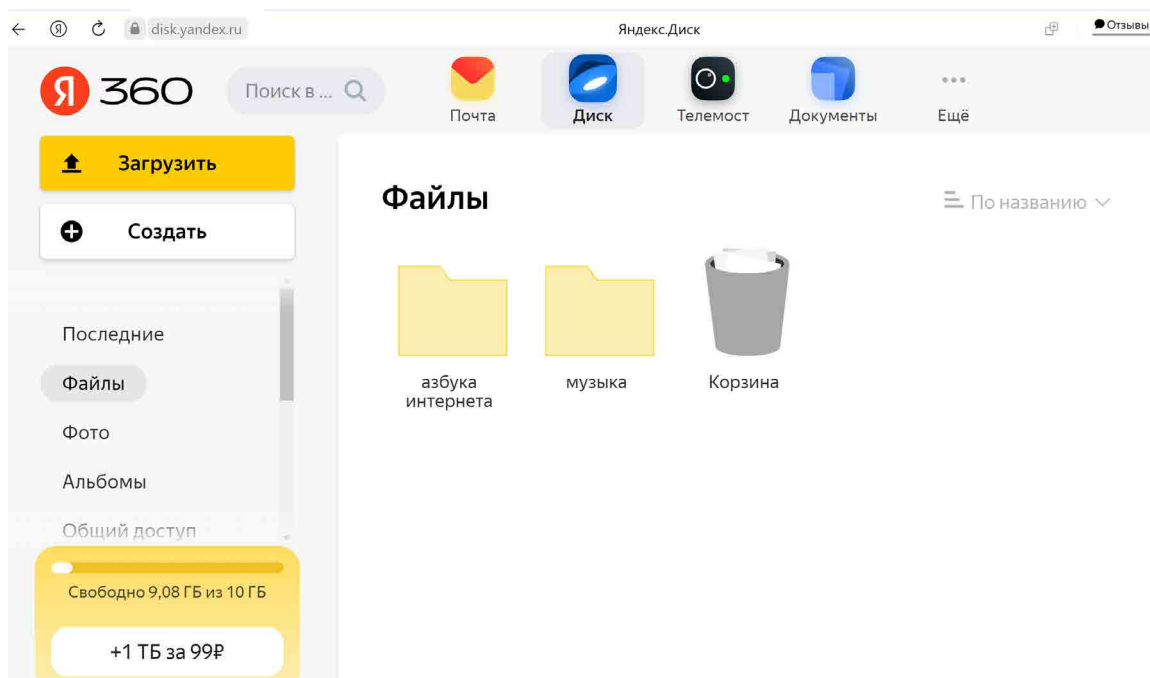 Я disk.yandex.ru Яндекс.Диск Отзывы
Я 360 Поиск в ...
Почта Диск Телемост Документы Ещё
Загрузить
Создать
Последние
Файлы
Фото
Альбомы
Общий доступ
Свободно 9,08 ГБ из 10 ГБ
+1 ТБ за 99₽
Файлы
По названию
азбука
интернета
музыка
Корзина